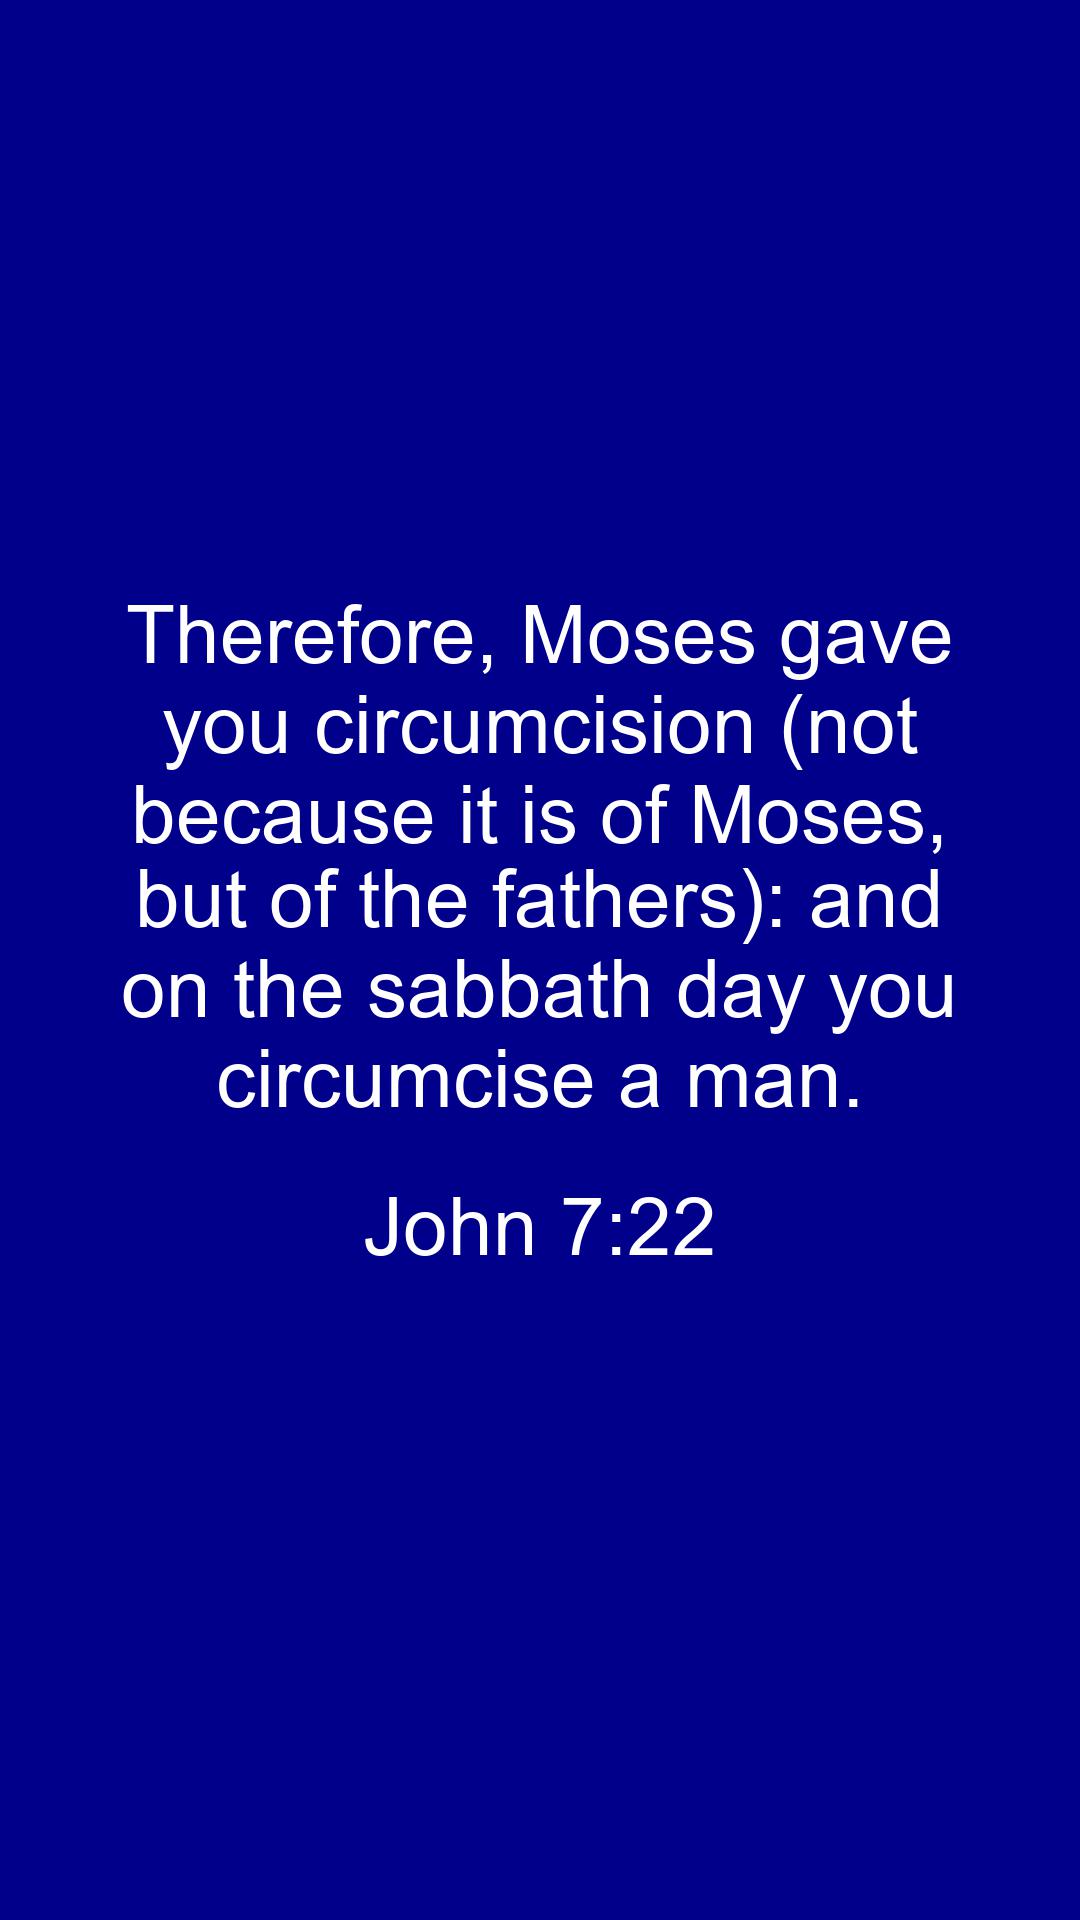 Therefore, Moses gave
you circumcision (not
because it is of Moses,
but of the fathers): and
on the sabbath day you
circumcise a man.
John 7:22